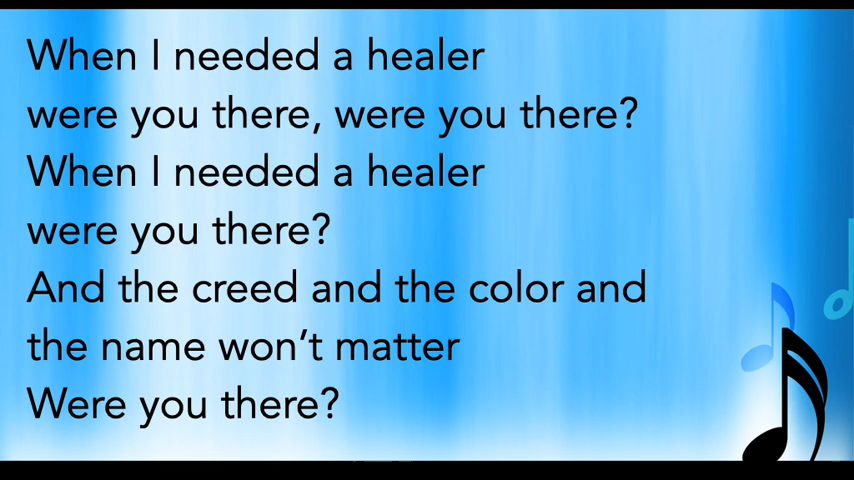 When I needed a healer
were you there, were you there?
When I needed a healer
were you there?
And the creed and the color and
the name won’t matter
Were you there?